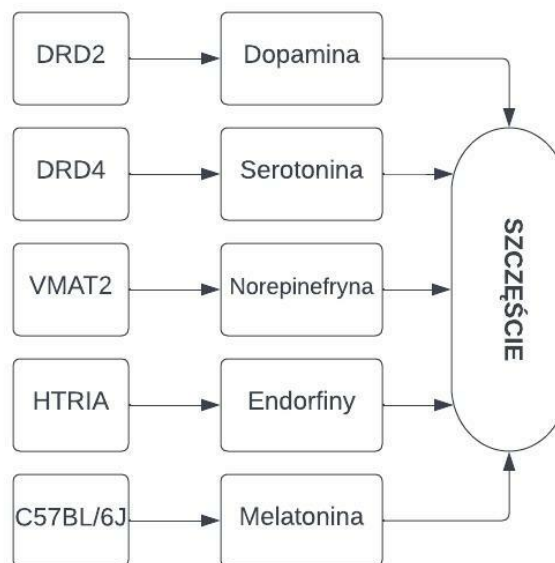 DRD2
Dopamina
DRD4
Serotonina
VMAT2
Norepinefryna
HTRIA
Endorfiny
C57BL/6J
Melatonina
SZCZĘŚCIE